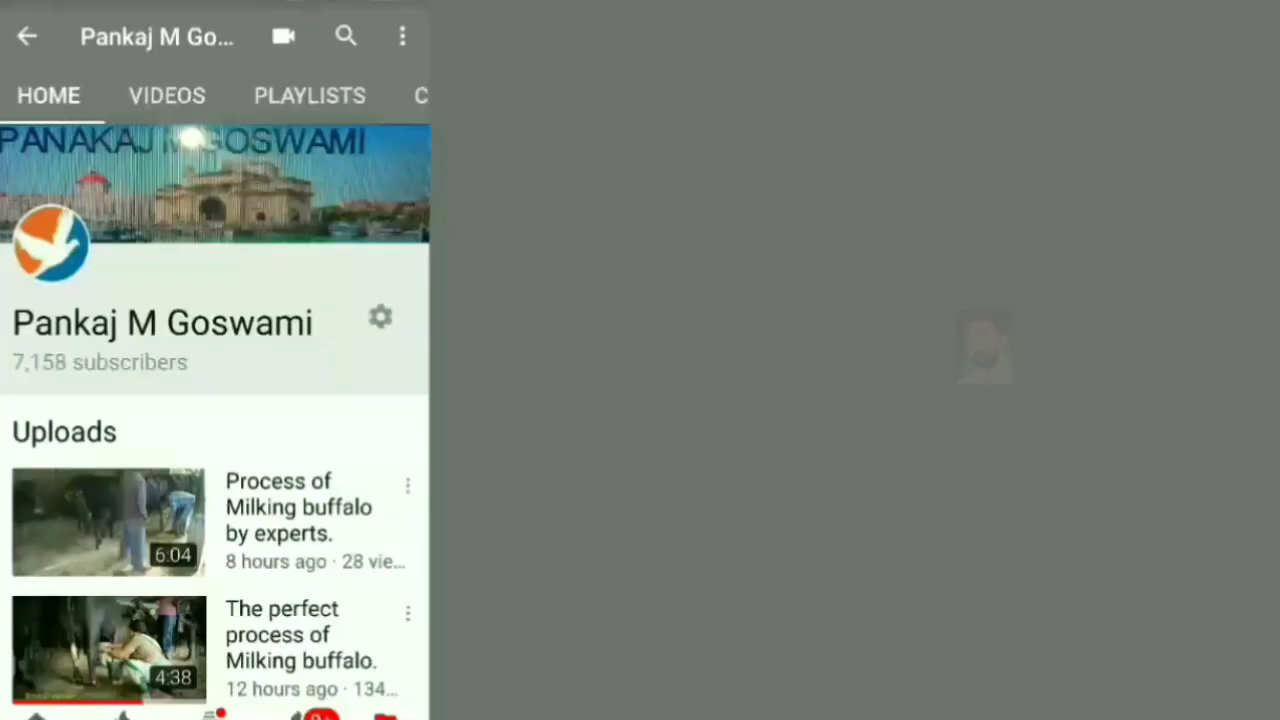 Pankaj M Go...
HOME VIDEOS PLAYLISTS C
PANAKAJ M GOSWAMI
Pankaj M Goswami
7,158 subscribers
Uploads
Process of
Milking buffalo
by experts.
8 hours ago · 28 vie...
6:04
The perfect
process of
Milking buffalo.
12 hours ago · 134...
4:38